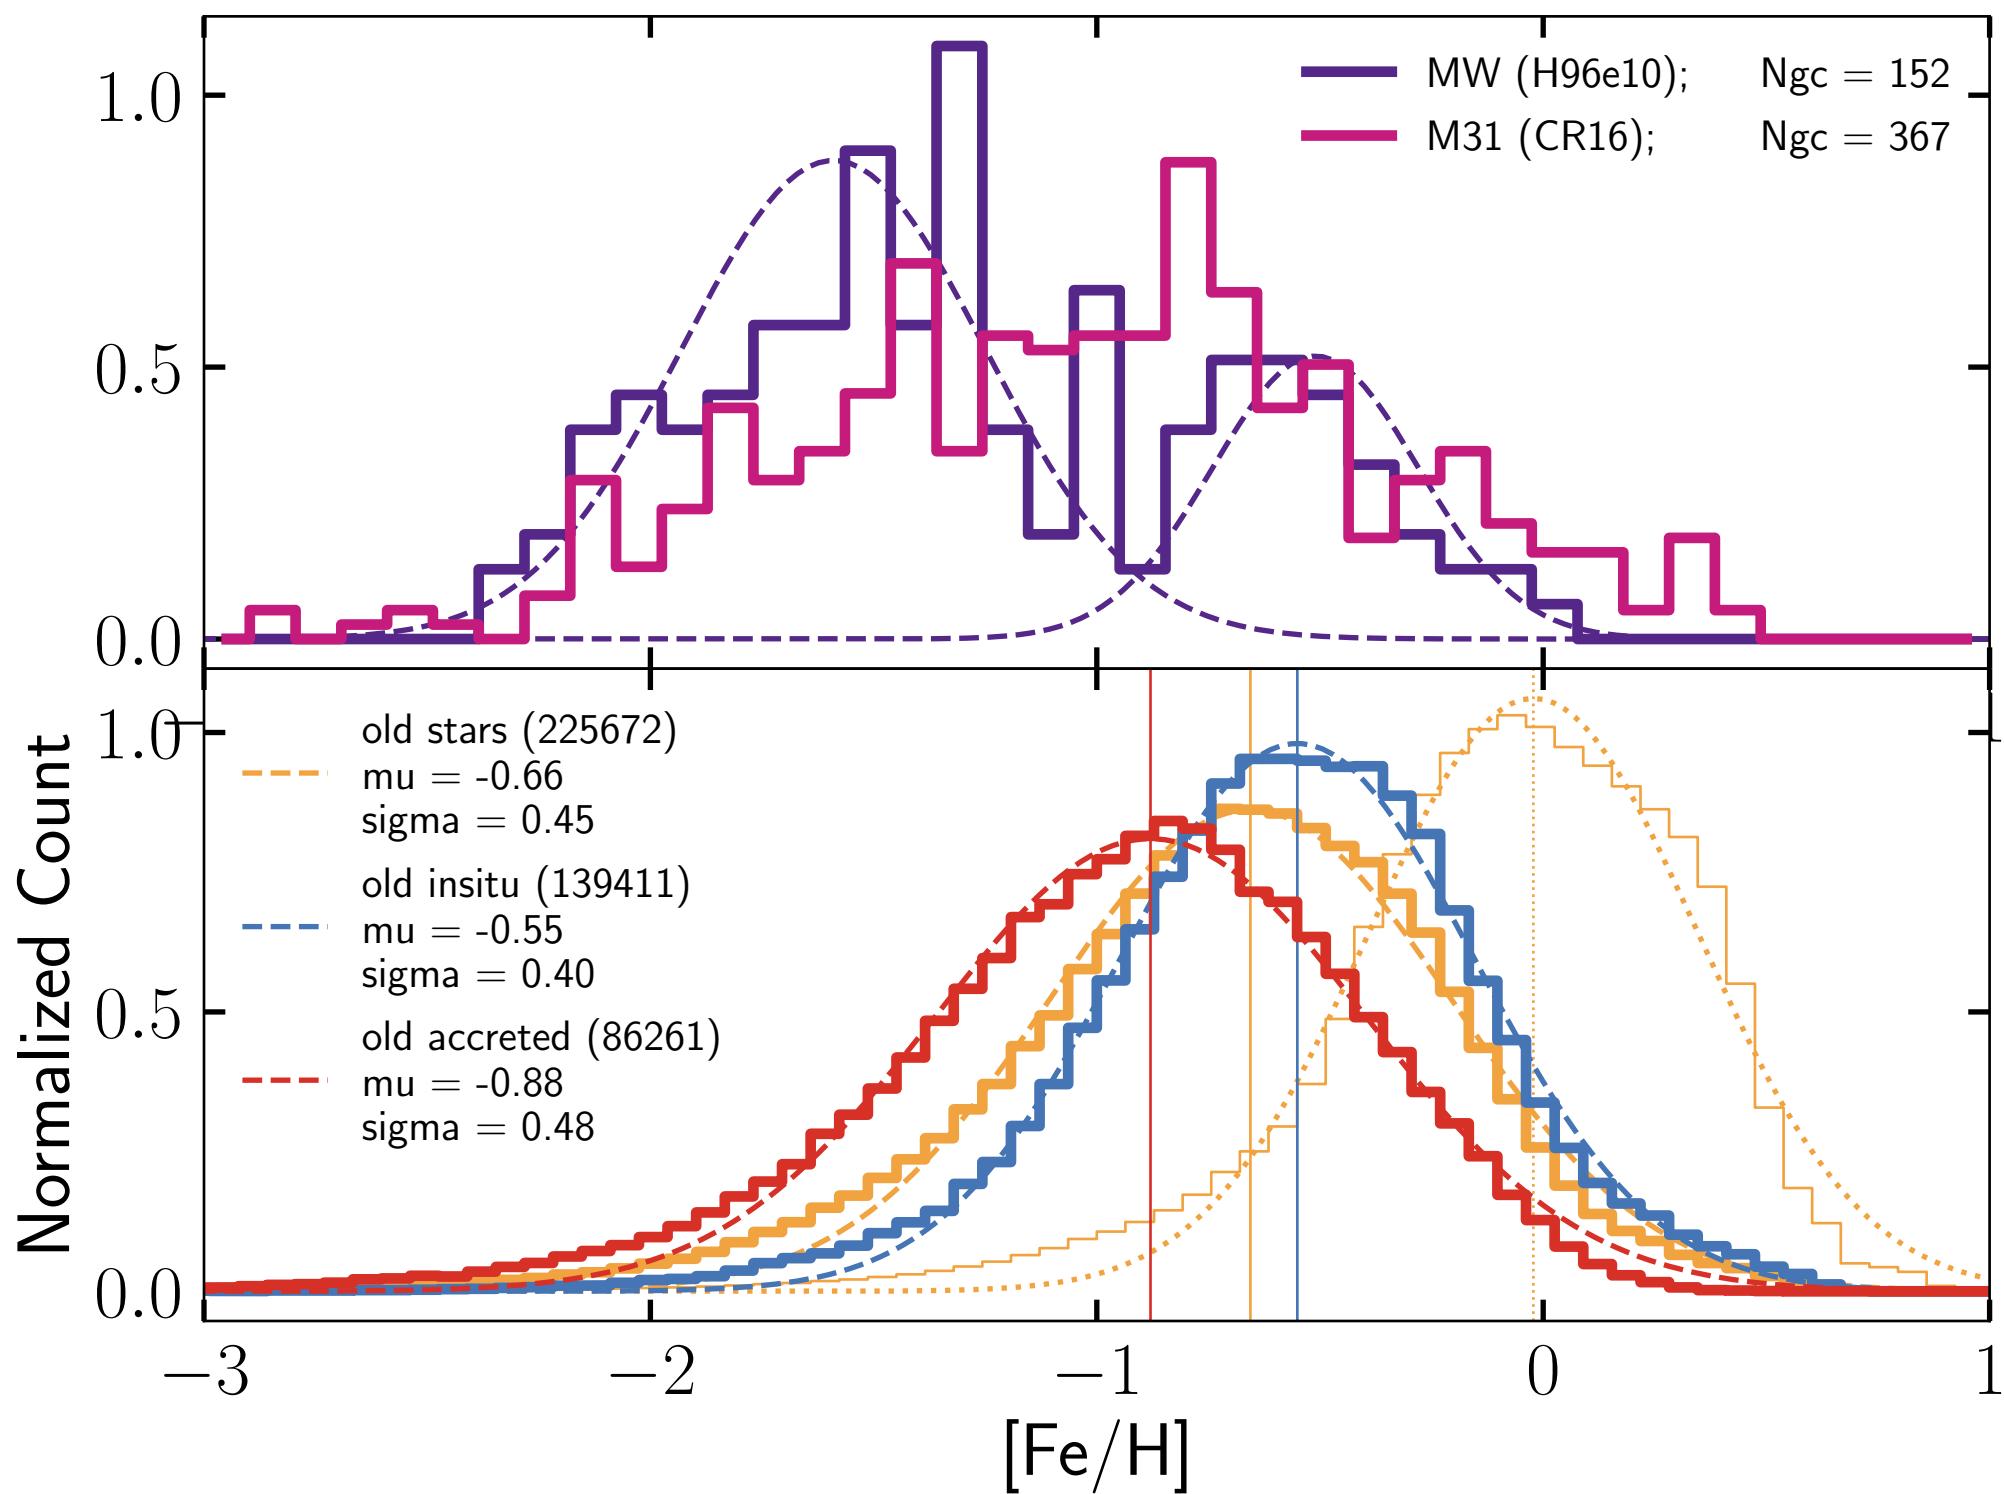 1.0
0.5
0.0
MW (H96e10); Ngc = 152
M31 (CR16); Ngc = 367
Normalized Count
1.0
0.5
0.0
old stars (225672)
mu = -0.66
sigma = 0.45
old insitu (139411)
mu = -0.55
sigma = 0.40
old accreted (86261)
mu = -0.88
sigma = 0.48
−3 −2 −1 0 1
[Fe/H]